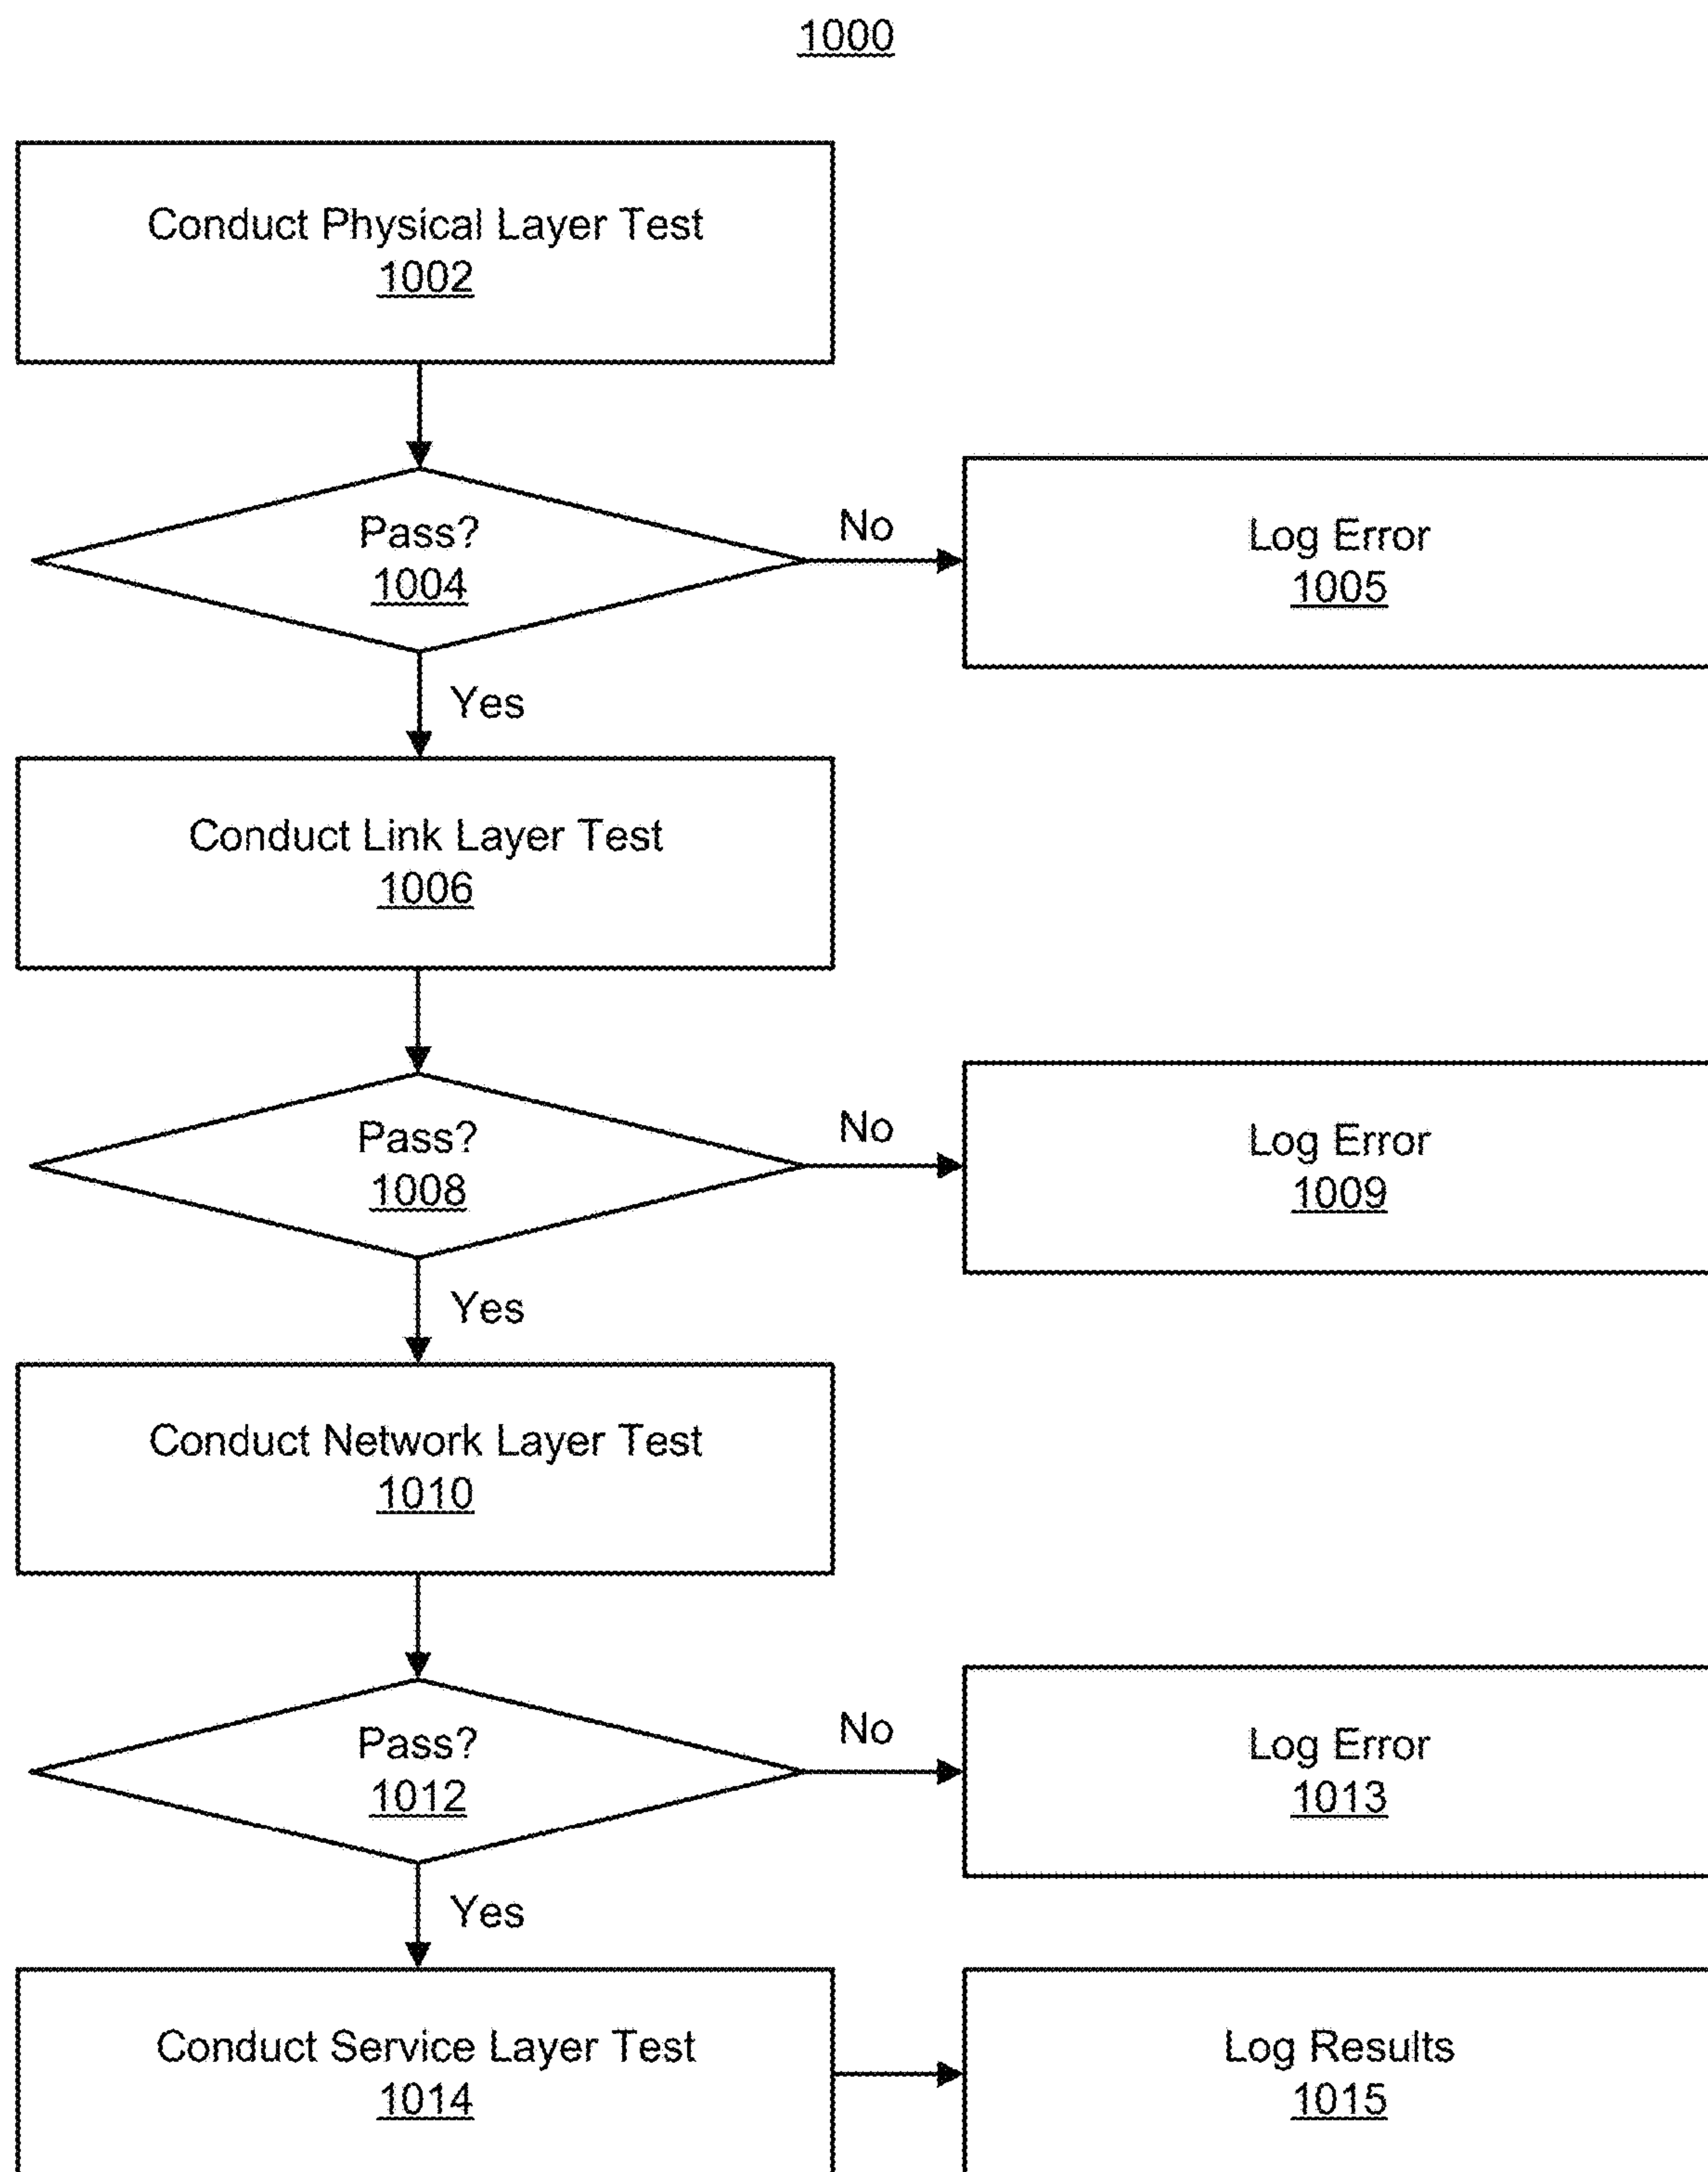 1000
Conduct Physical Layer Test
1002
Pass?
1004
No
Log Error
1005
Yes
Conduct Link Layer Test
1006
Pass?
1008
No
Log Error
1009
Yes
Conduct Network Layer Test
1010
Pass?
1012
No
Log Error
1013
Yes
Conduct Service Layer Test
1014
Log Results
1015